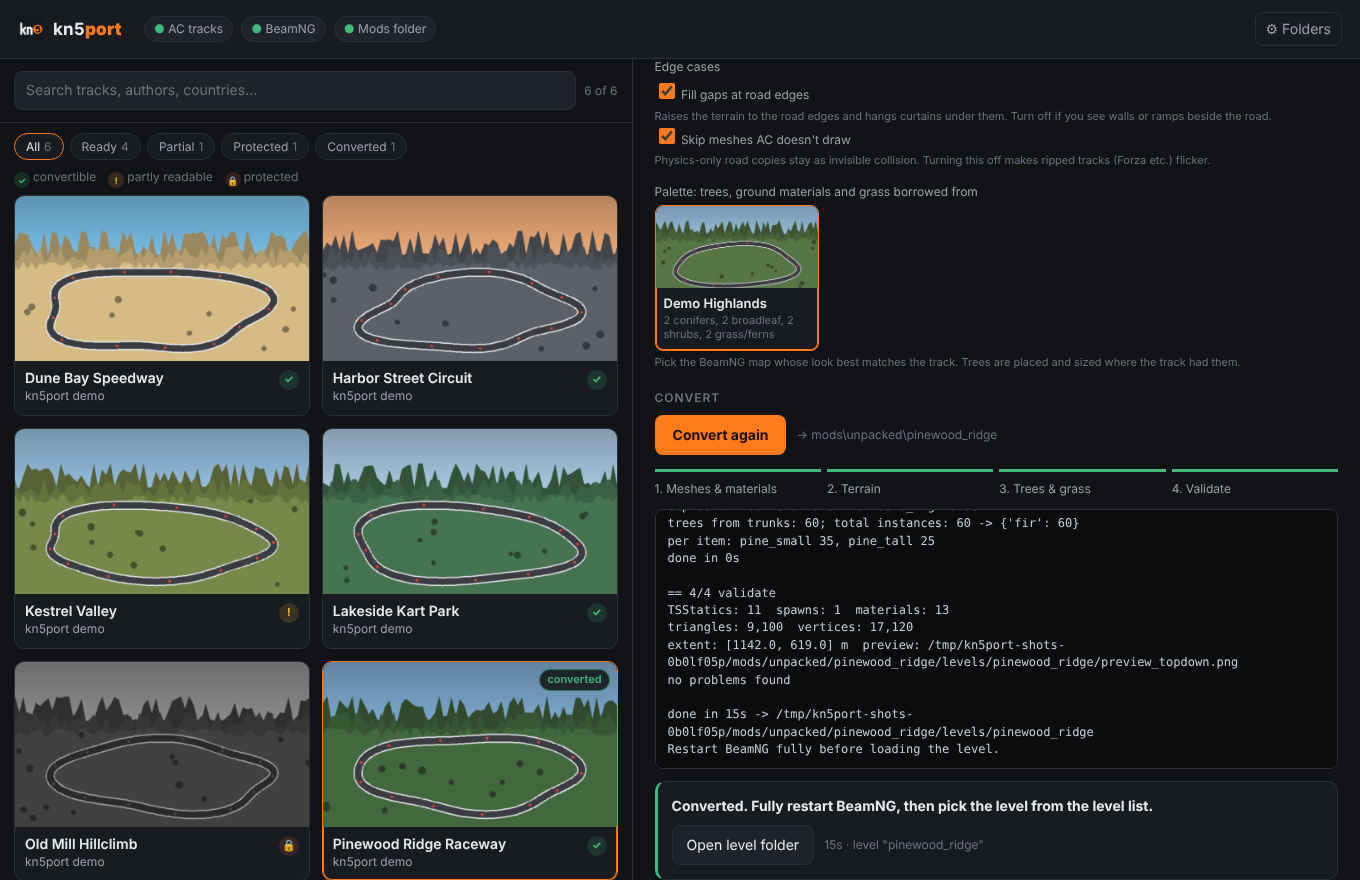 kn5 kn5port
AC tracks
BeamNG
Mods folder
⚙ Folders
Search tracks, authors, countries...
6 of 6
All 6
Ready 4
Partial 1
Protected 1
Converted 1
convertible
! partly readable
protected
Dune Bay Speedway
kn5port demo
Harbor Street Circuit
kn5port demo
Kestrel Valley
!
kn5port demo
Lakeside Kart Park
kn5port demo
Old Mill Hillclimb
kn5port demo
converted
Pinewood Ridge Raceway
kn5port demo
Edge cases
Fill gaps at road edges
Raises the terrain to the road edges and hangs curtains under them. Turn off if you see walls or ramps beside the road.
Skip meshes AC doesn't draw
Physics-only road copies stay as invisible collision. Turning this off makes ripped tracks (Forza etc.) flicker.
Palette: trees, ground materials and grass borrowed from
Demo Highlands
2 conifers, 2 broadleaf, 2
shrubs, 2 grass/ferns
Pick the BeamNG map whose look best matches the track. Trees are placed and sized where the track had them.
CONVERT
Convert again
→ mods\unpacked\pinewood_ridge
1. Meshes & materials
2. Terrain
3. Trees & grass
4. Validate
trees from trunks: 60; total instances: 60 -> {'fir': 60}
per item: pine_small 35, pine_tall 25
done in 0s
== 4/4 validate
TSStatics: 11  spawns: 1  materials: 13
triangles: 9,100  vertices: 17,120
extent: [1142.0, 619.0] m  preview: /tmp/kn5port-shots-
0b0lf05p/mods/unpacked/pinewood_ridge/levels/pinewood_ridge/preview_topdown.png
no problems found
done in 15s -> /tmp/kn5port-shots-
0b0lf05p/mods/unpacked/pinewood_ridge/levels/pinewood_ridge
Restart BeamNG fully before loading the level.
Converted. Fully restart BeamNG, then pick the level from the level list.
Open level folder
15s · level "pinewood_ridge"